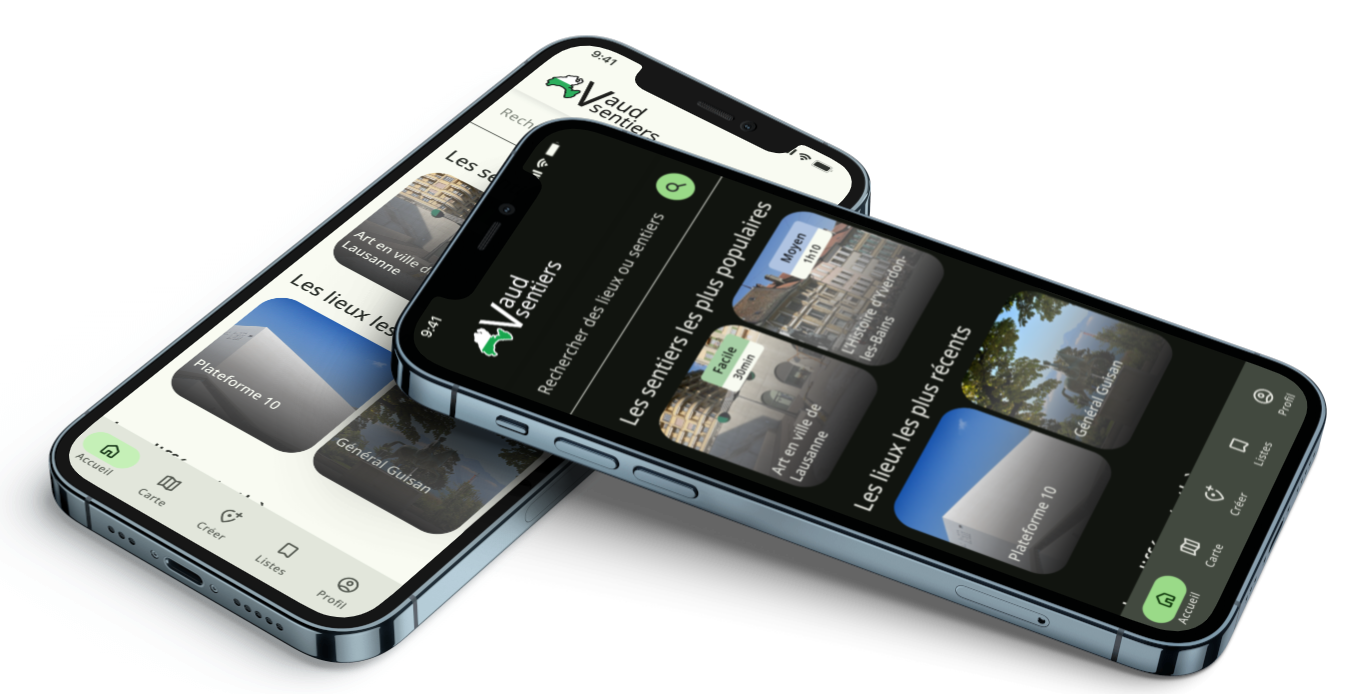 9:41
Vaud
sentiers
Rech
Les se
Art en ville d
Lausanne
Les lieux les
Plateforme 10
Général Guisan
Accueil
Carte
Créer
Listes
Profil
9:41
Vaud
sentiers
Rechercher des lieux ou sentiers
Les sentiers les plus populaires
Facile
30min
Art en ville de
Lausanne
Moyen
1h10
L'Histoire d'Yverdon-
les-Bains
Les lieux les plus récents
Plateforme 10
Général Guisan
Accueil
Carte
Créer
Listes
Profil